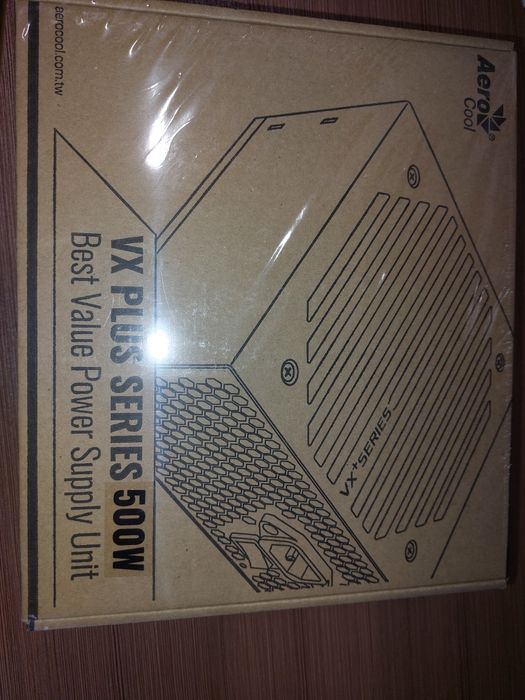 Aero
Cool
VX+SERIES
VX PLUS SERIES 500W
Best Value Power Supply Unit
aerocool.com.tw